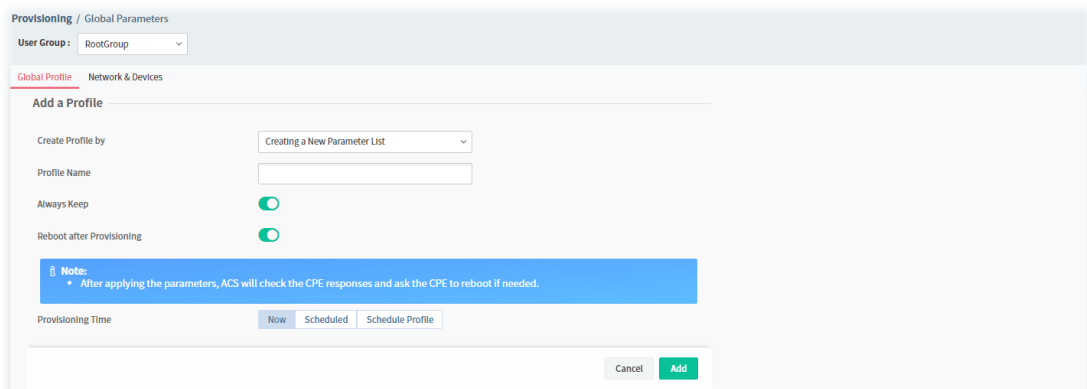 Provisioning / Global Parameters
User Group : RootGroup
Global Profile Network & Devices
Add a Profile
Create Profile by Creating a New Parameter List
Profile Name
Always Keep
Reboot after Provisioning
Note:
• After applying the parameters, ACS will check the CPE responses and ask the CPE to reboot if needed.
Provisioning Time Now Scheduled Schedule Profile
Cancel Add